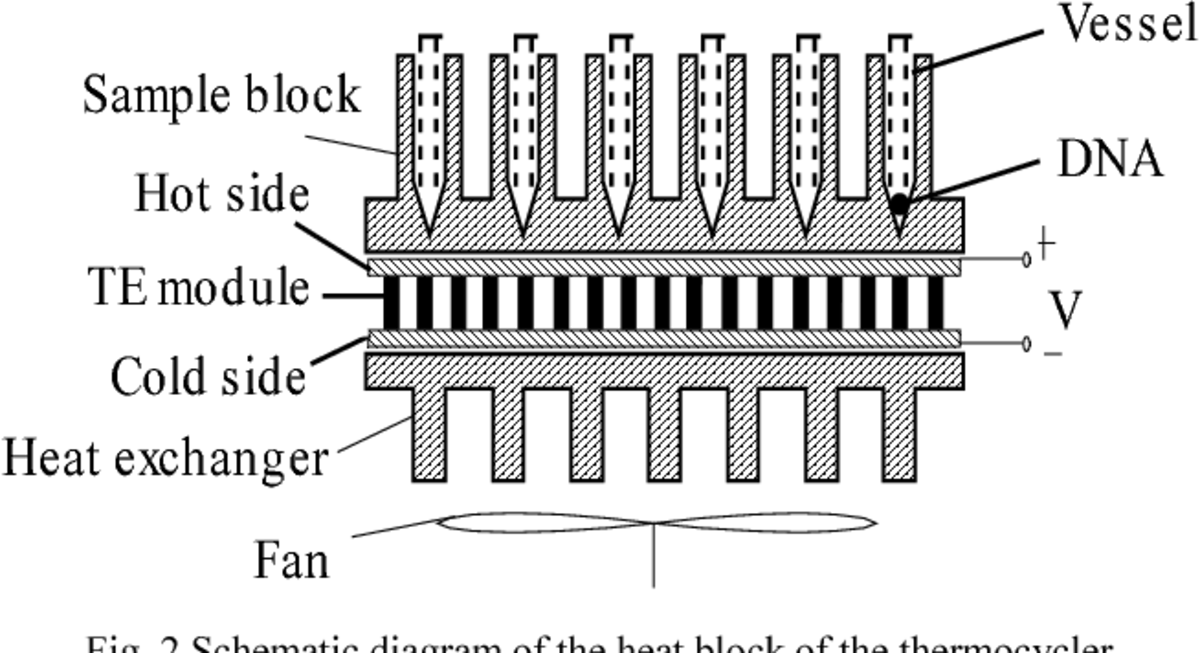 Vessel
Sample block
DNA
Hot side
+
TE module
V
Cold side
−
Heat exchanger
Fan
Fig. 2 Schematic diagram of the heat block of the thermocycler